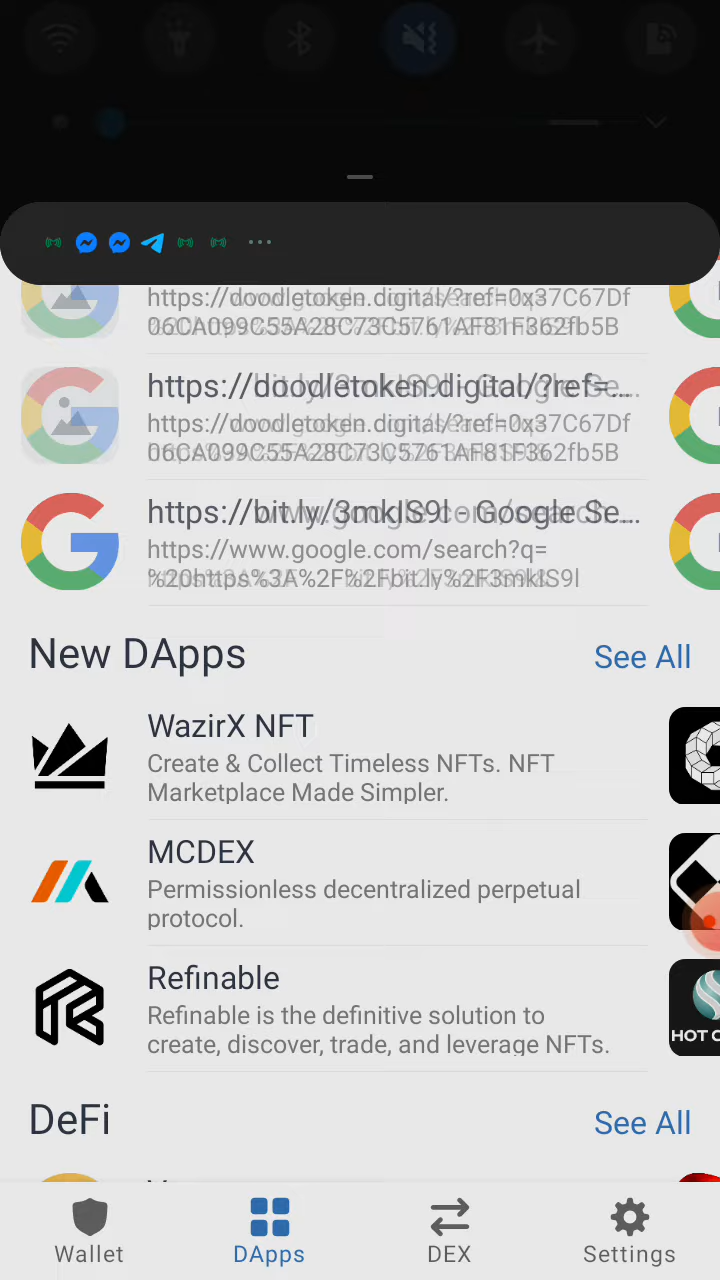 https://doodletoken.digital/?ref=0x37C67Df
06CA099C55A28C73C5761AF81F362fb5B
https://doodletoken.digital/?ref=...
https://doodletoken.digital/?ref=0x37C67Df
06CA099C55A28C73C5761AF81F362fb5B
https://bit.ly/3mkIS9l - Google Se...
https://www.google.com/search?q=
%20https%3A%2F%2Fbit.ly%2F3mkIS9l
New DApps
See All
WazirX NFT
Create & Collect Timeless NFTs. NFT
Marketplace Made Simpler.
MCDEX
Permissionless decentralized perpetual
protocol.
Refinable
Refinable is the definitive solution to
create, discover, trade, and leverage NFTs.
HOT
DeFi
See All
Wallet
DApps
DEX
Settings